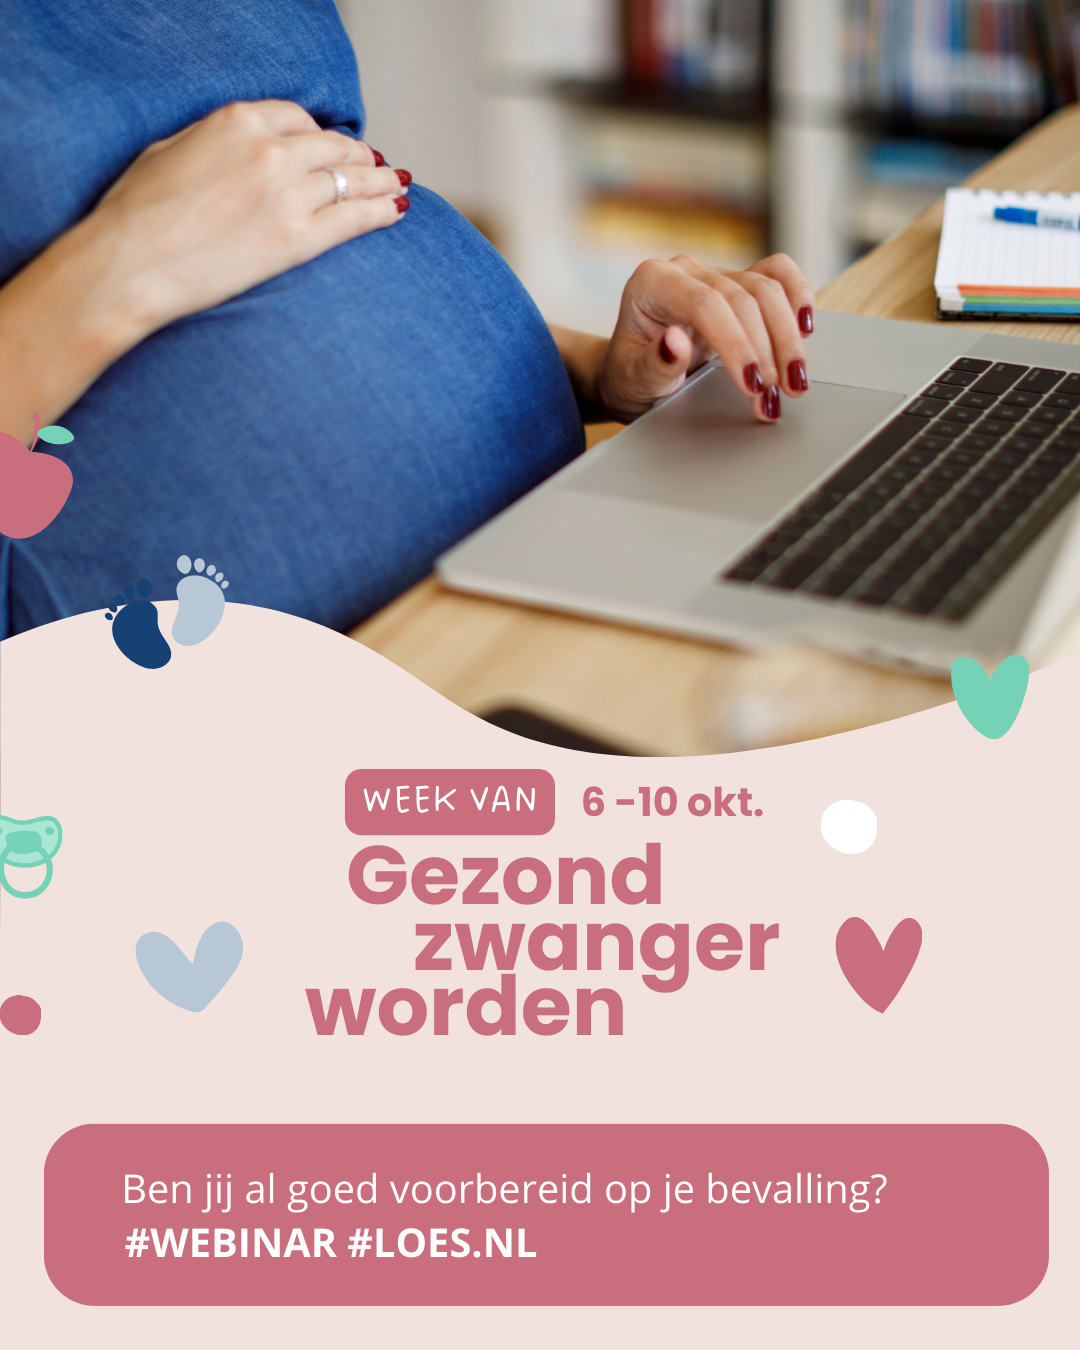 WEEK VAN 6 -10 okt.
Gezond
zwanger
worden
Ben jij al goed voorbereid op je bevalling?
#WEBINAR #LOES.NL